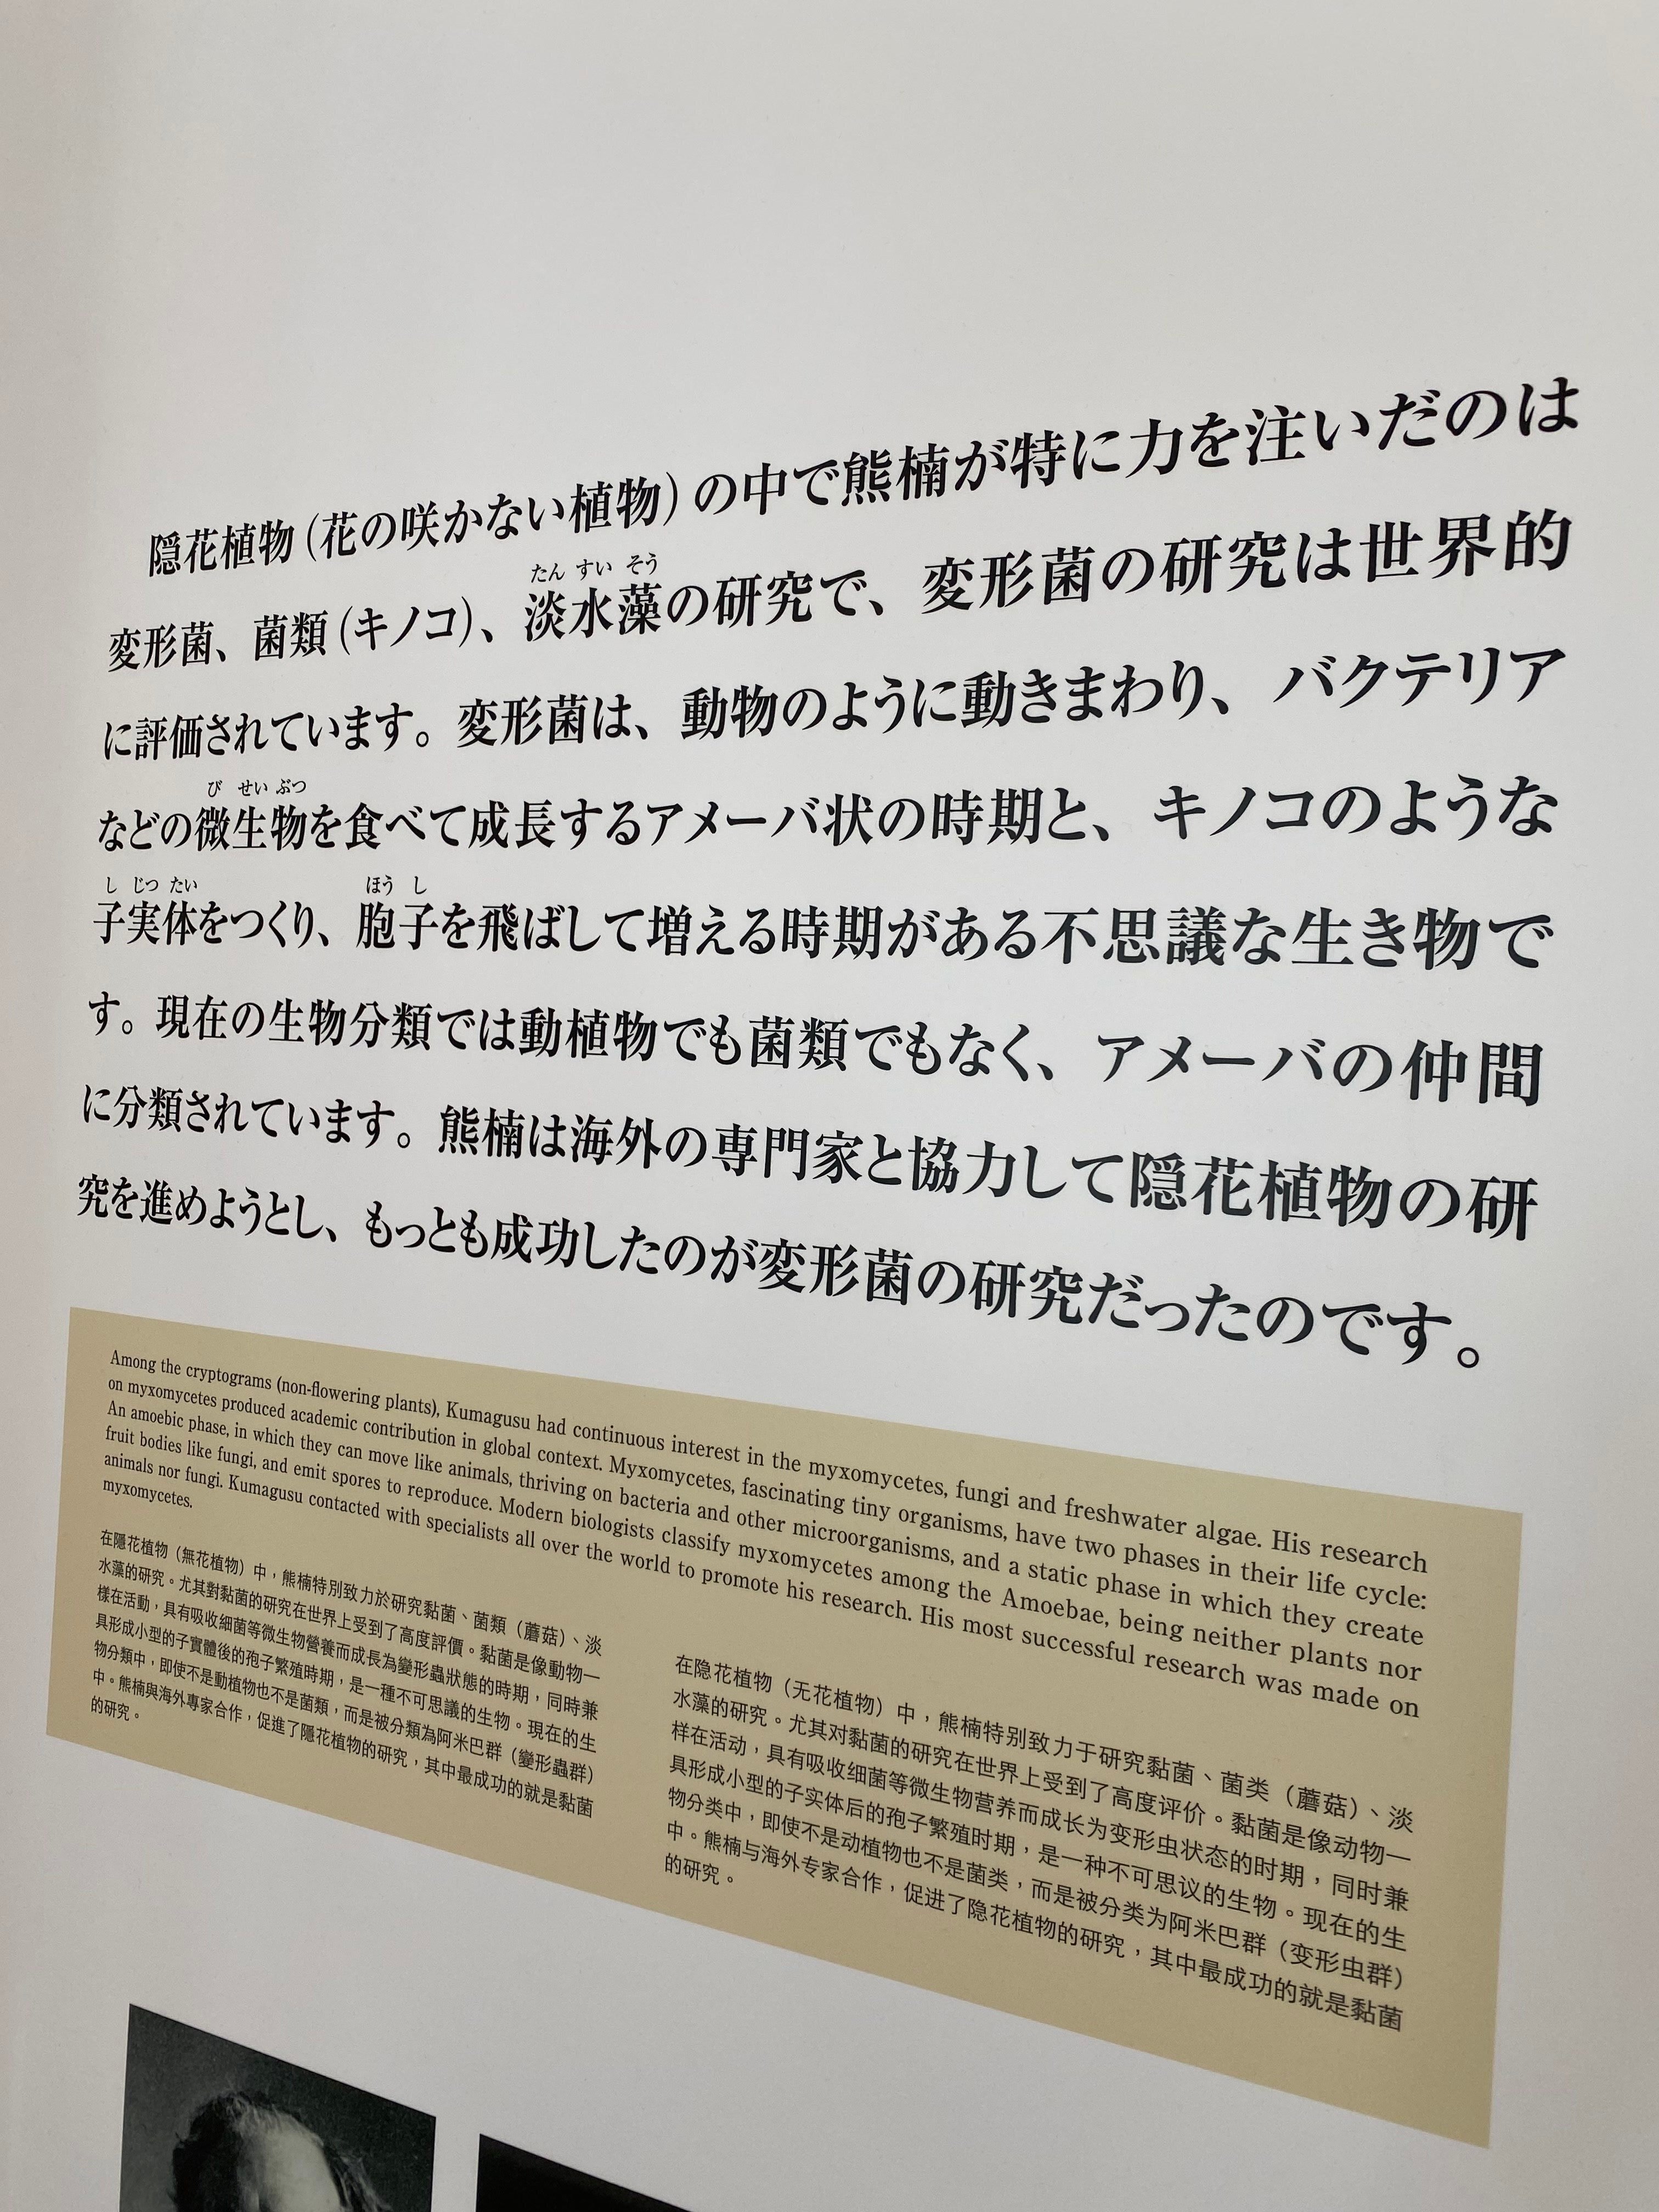 隠花植物(花の咲かない植物)の中で熊楠が特に力を注いだのは
たん すい そう
変形菌、菌類(キノコ)、淡水藻の研究で、変形菌の研究は世界的
に評価されています。変形菌は、動物のように動きまわり、バクテリア
び せい ぶつ
などの微生物を食べて成長するアメーバ状の時期と、キノコのような
し じつ たい ほう し
子実体をつくり、胞子を飛ばして増える時期がある不思議な生き物で
す。現在の生物分類では動植物でも菌類でもなく、アメーバの仲間
に分類されています。熊楠は海外の専門家と協力して隠花植物の研
究を進めようとし、もっとも成功したのが変形菌の研究だったのです。
Among the cryptograms (non-flowering plants), Kumagusu had continuous interest in the myxomycetes, fungi and freshwater algae. His research
on myxomycetes produced academic contribution in global context. Myxomycetes, fascinating tiny organisms, have two phases in their life cycle:
An amoebic phase, in which they can move like animals, thriving on bacteria and other microorganisms, and a static phase in which they create
fruit bodies like fungi, and emit spores to reproduce. Modern biologists classify myxomycetes among the Amoebae, being neither plants nor
animals nor fungi. Kumagusu contacted with specialists all over the world to promote his research. His most successful research was made on
myxomycetes.
在隱花植物（無花植物）中，熊楠特別致力於研究黏菌、菌類（蘑菇）、淡
水藻的研究。尤其對黏菌的研究在世界上受到了高度評價。黏菌是像動物一
樣在活動，具有吸收細菌等微生物營養而成長為變形蟲狀態的時期，同時兼
具形成小型的子實體後的孢子繁殖時期，是一種不可思議的生物。現在的生
物分類中，即使不是動植物也不是菌類，而是被分類為阿米巴群（變形蟲群）
中。熊楠與海外專家合作，促進了隱花植物的研究，其中最成功的就是黏菌
的研究。
在隐花植物（无花植物）中，熊楠特别致力于研究黏菌、菌类（蘑菇）、淡
水藻的研究。尤其对黏菌的研究在世界上受到了高度评价。黏菌是像动物一
样在活动，具有吸收细菌等微生物营养而成长为变形虫状态的时期，同时兼
具形成小型的子实体后的孢子繁殖时期，是一种不可思议的生物。现在的生
物分类中，即使不是动植物也不是菌类，而是被分类为阿米巴群（变形虫群）
中。熊楠与海外专家合作，促进了隐花植物的研究，其中最成功的就是黏菌
的研究。